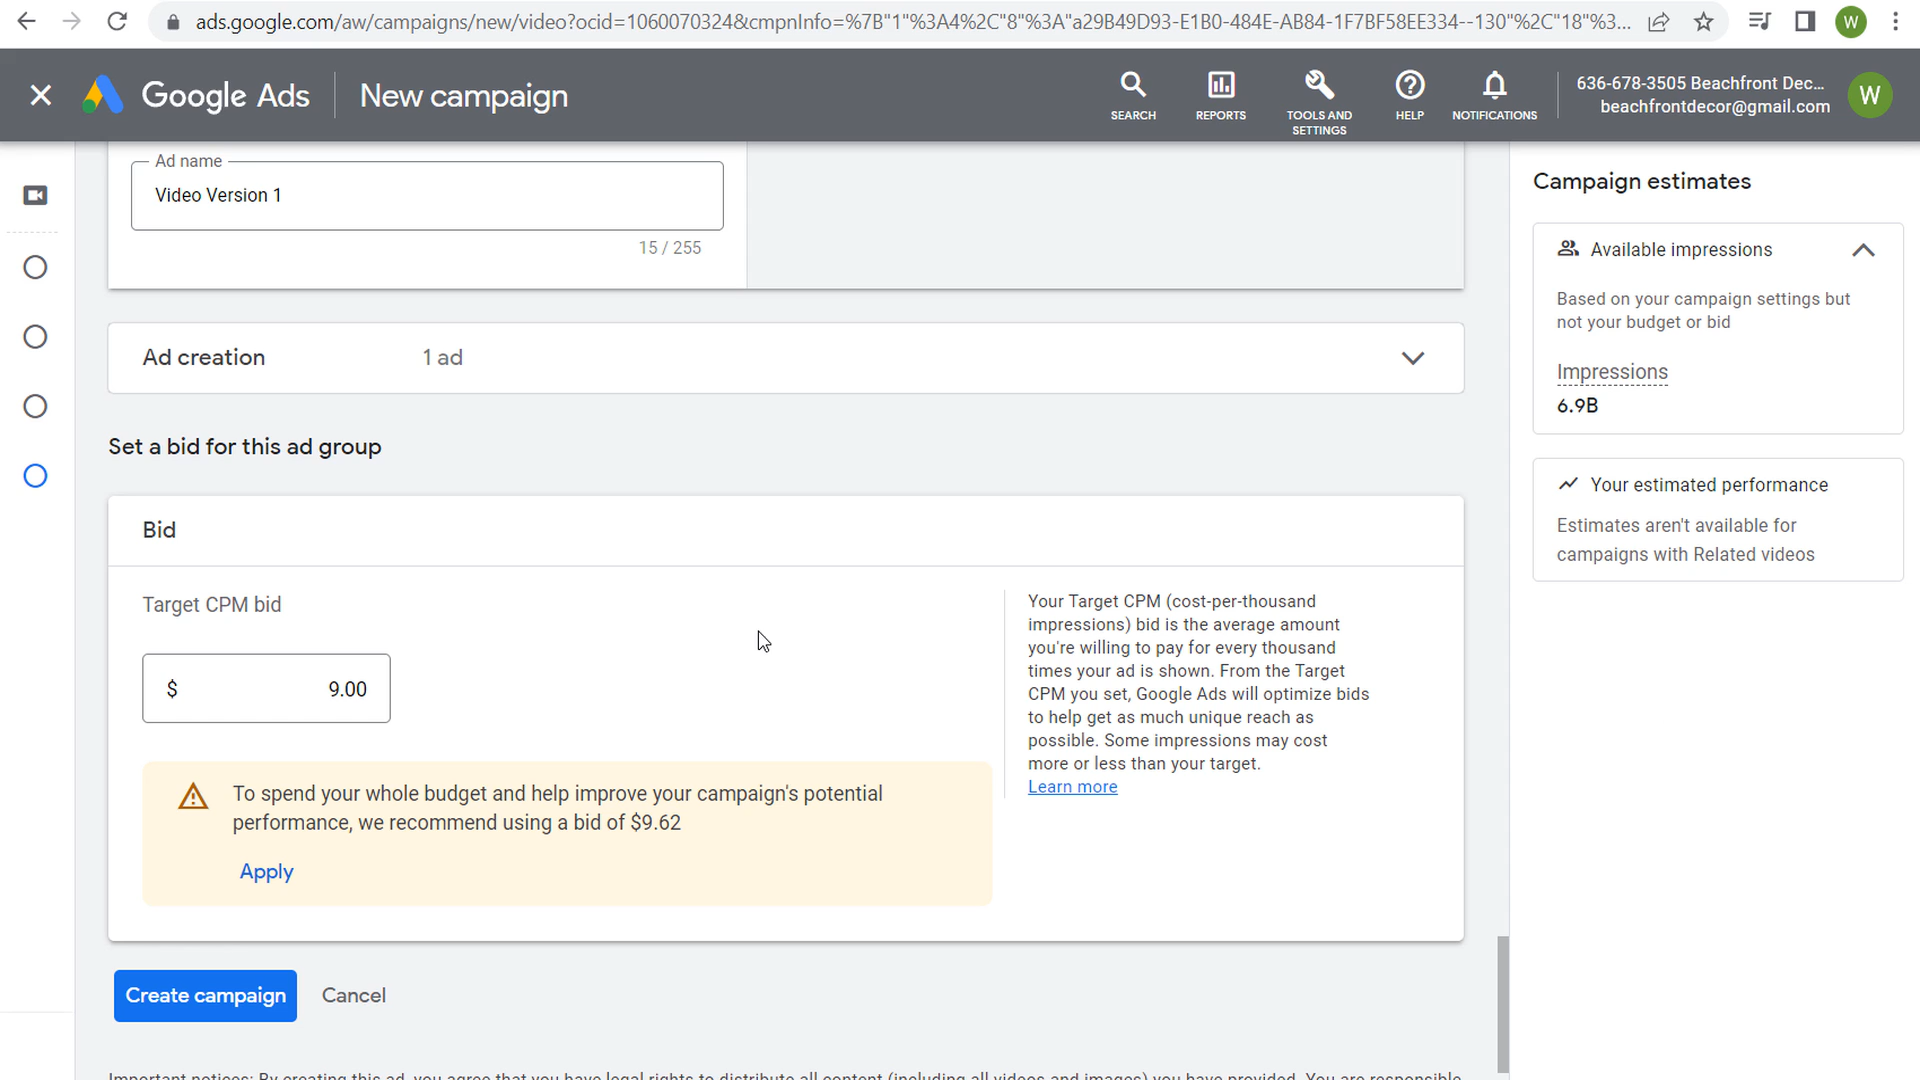 ads.google.com/aw/campaigns/new/video?ocid=1060070324&cmpnInfo=%7B"1"%3A4%2C"8"%3A"a29B49D93-E1B0-484E-AB84-1F7BF58EE334--130"%2C"18"%3...
W
Google Ads
New campaign
SEARCH
REPORTS
TOOLS AND
SETTINGS
HELP
NOTIFICATIONS
636-678-3505 Beachfront Dec...
beachfrontdecor@gmail.com
W
Ad name
Video Version 1
15 / 255
Ad creation
1 ad
Set a bid for this ad group
Bid
Target CPM bid
$ 9.00
To spend your whole budget and help improve your campaign's potential
performance, we recommend using a bid of $9.62
Apply
Your Target CPM (cost-per-thousand
impressions) bid is the average amount
you're willing to pay for every thousand
times your ad is shown. From the Target
CPM you set, Google Ads will optimize bids
to help get as much unique reach as
possible. Some impressions may cost
more or less than your target.
Learn more
Create campaign
Cancel
Important notices: By creating this ad, you agree that you have legal rights to distribute all content (including all videos and images) you have provided. You are responsible
Campaign estimates
Available impressions
Based on your campaign settings but
not your budget or bid
Impressions
6.9B
Your estimated performance
Estimates aren't available for
campaigns with Related videos